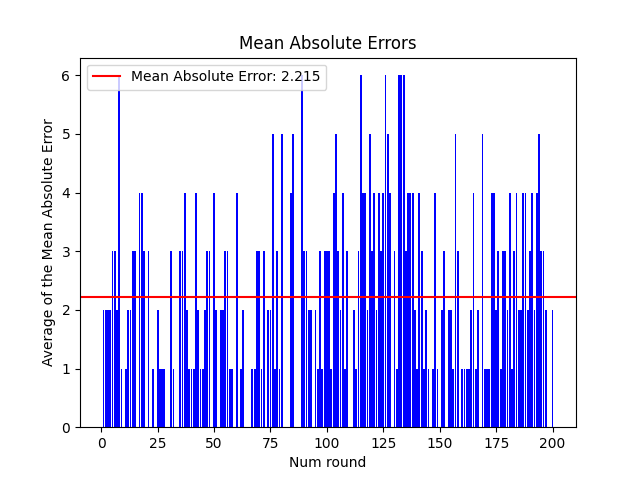 Mean Absolute Errors
Mean Absolute Error: 2.215
Average of the Mean Absolute Error
6
5
4
3
2
1
0
0 25 50 75 100 125 150 175 200
Num round